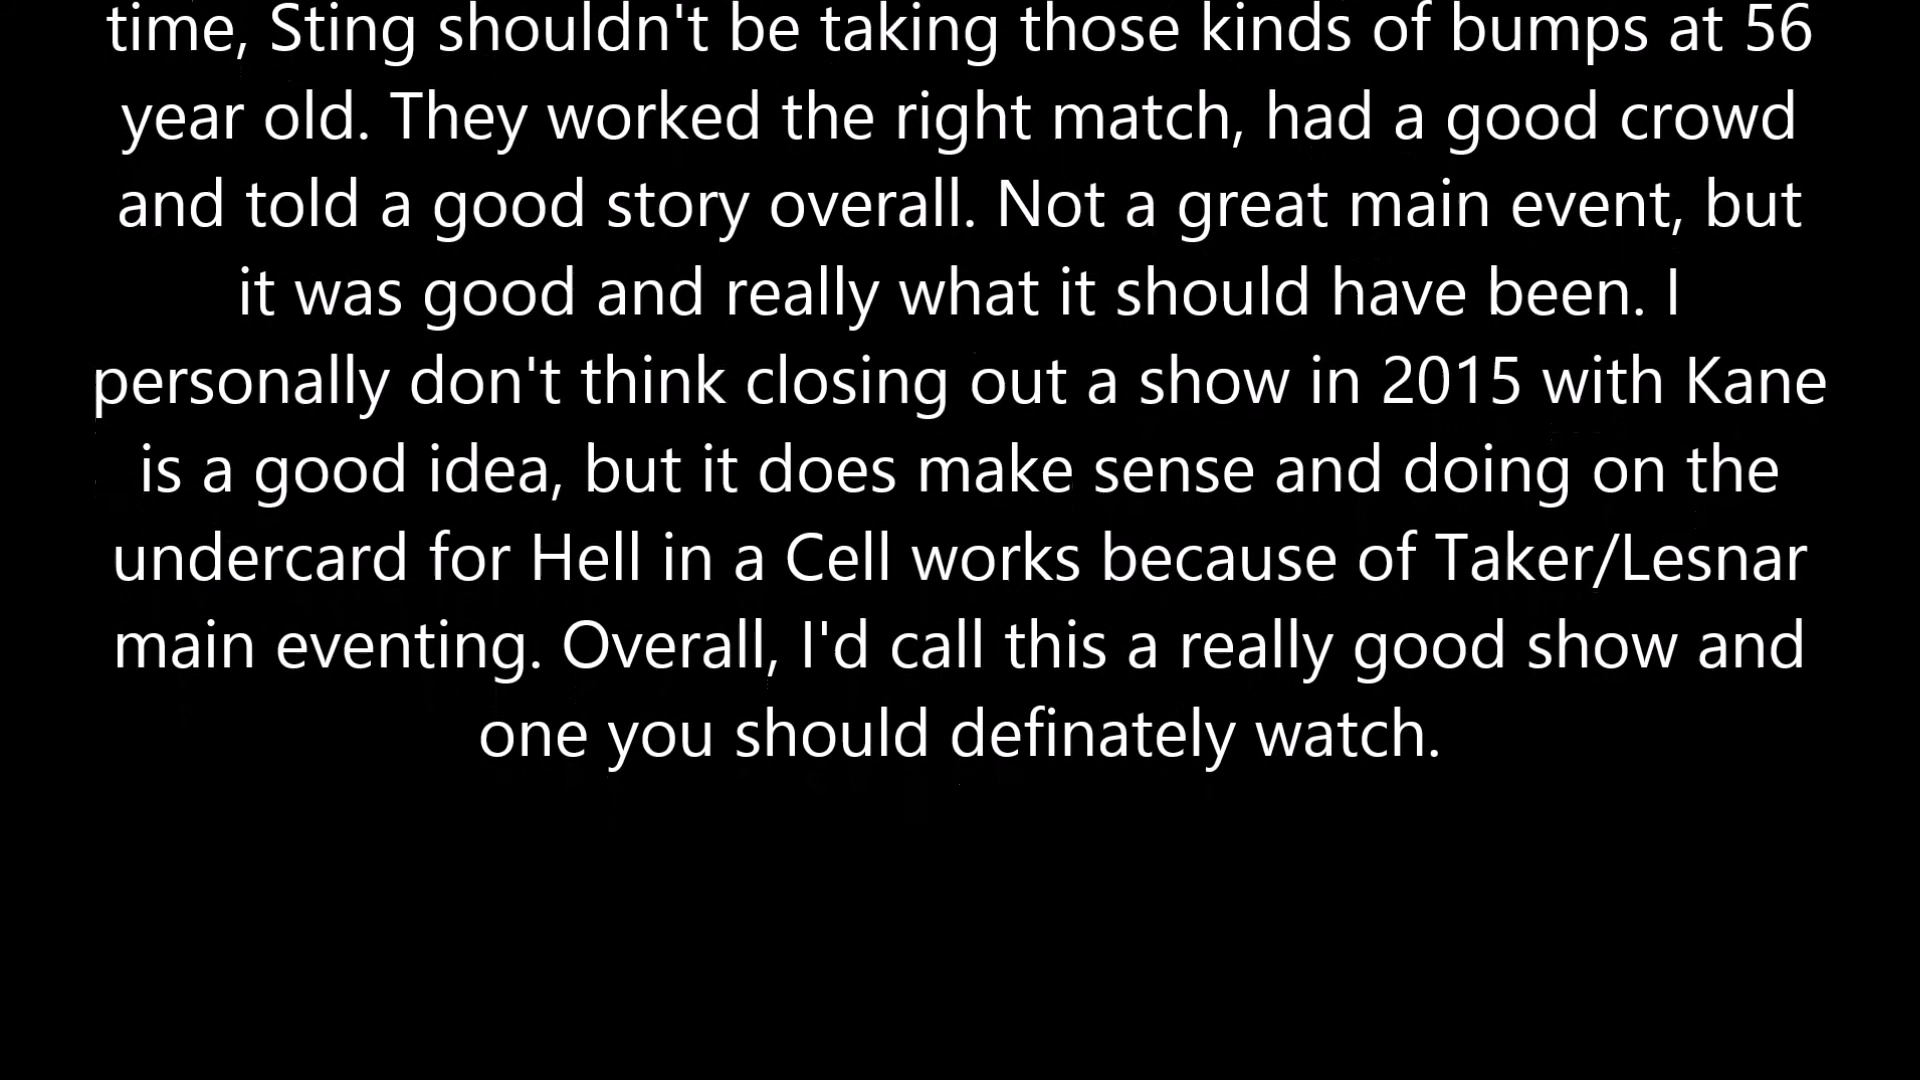 time, Sting shouldn't be taking those kinds of bumps at 56
year old. They worked the right match, had a good crowd
and told a good story overall. Not a great main event, but
it was good and really what it should have been. I
personally don't think closing out a show in 2015 with Kane
is a good idea, but it does make sense and doing on the
undercard for Hell in a Cell works because of Taker/Lesnar
main eventing. Overall, I'd call this a really good show and
one you should definately watch.